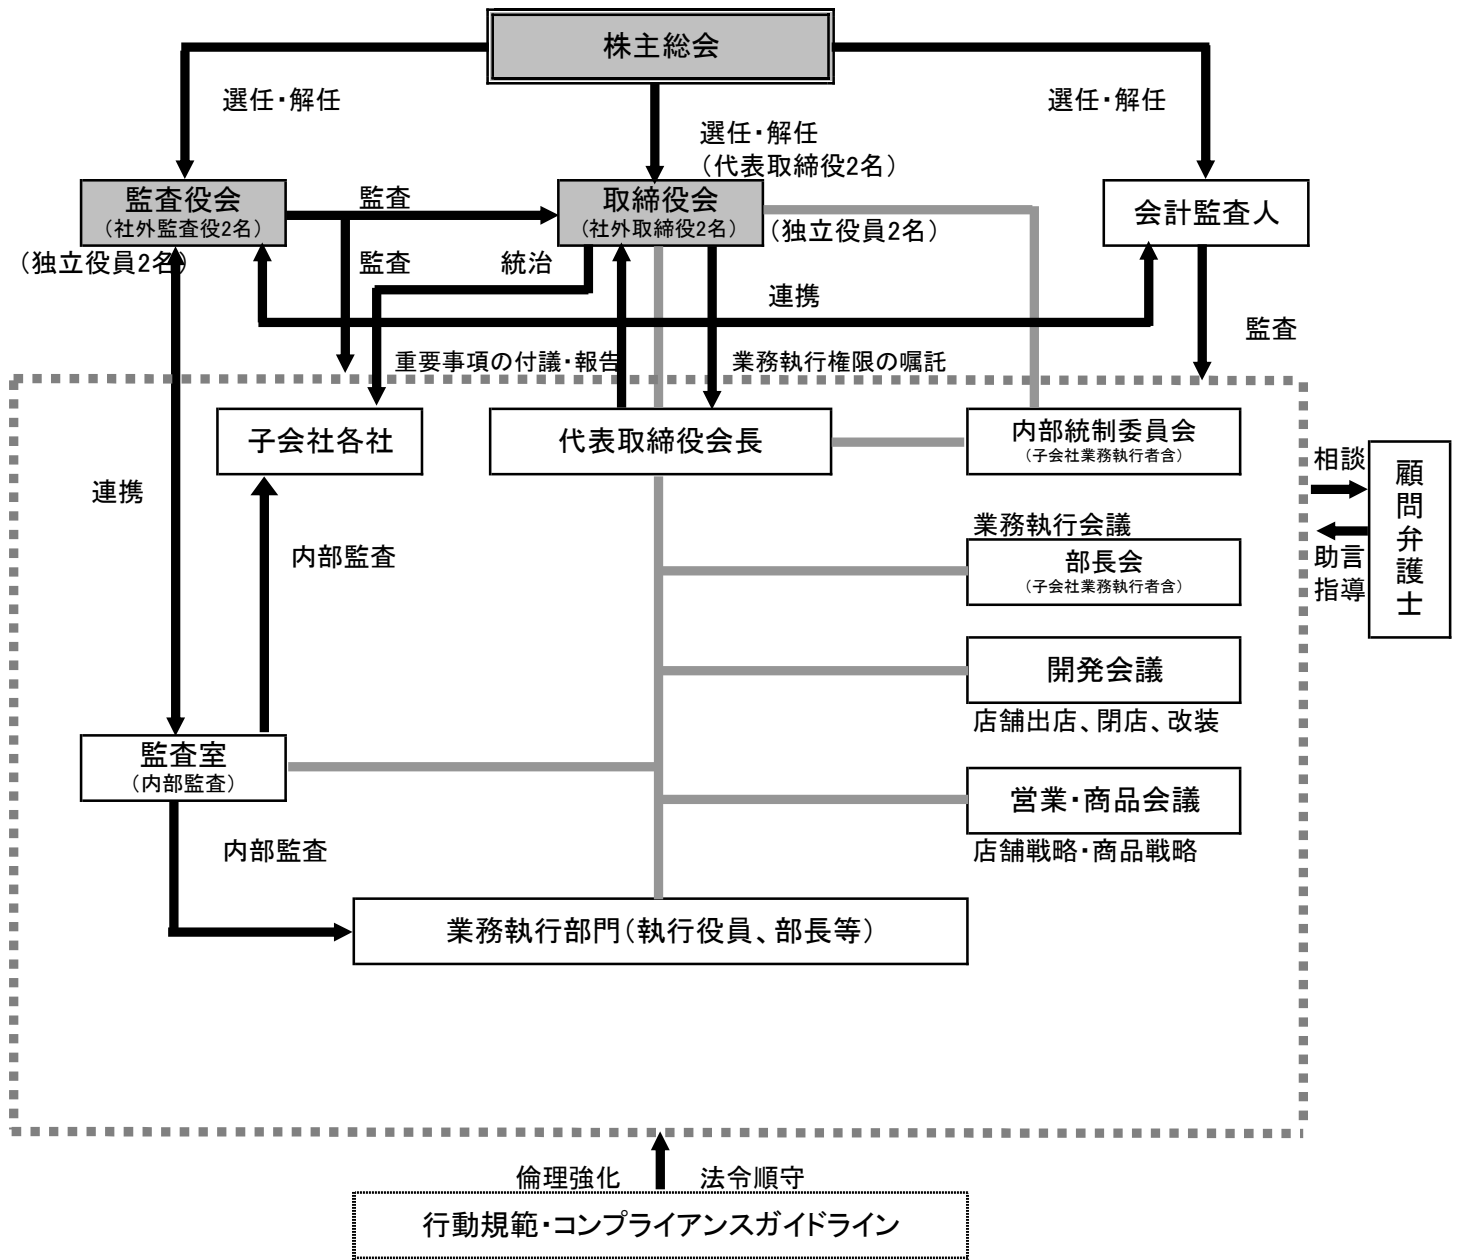 株主総会
選任・解任
選任・解任
選任・解任
（代表取締役2名）
監査役会
（社外監査役2名）
（独立役員2名）
監査
監査
取締役会
（社外取締役2名）
（独立役員2名）
会計監査人
統治
連携
監査
重要事項の付議・報告
業務執行権限の嘱託
子会社各社
代表取締役会長
内部統制委員会
（子会社業務執行者含）
相談
顧問弁護士
助言
指導
連携
内部監査
業務執行会議
部長会
（子会社業務執行者含）
開発会議
店舗出店、閉店、改装
監査室
（内部監査）
営業・商品会議
店舗戦略・商品戦略
内部監査
業務執行部門（執行役員、部長等）
倫理強化
法令順守
行動規範・コンプライアンスガイドライン